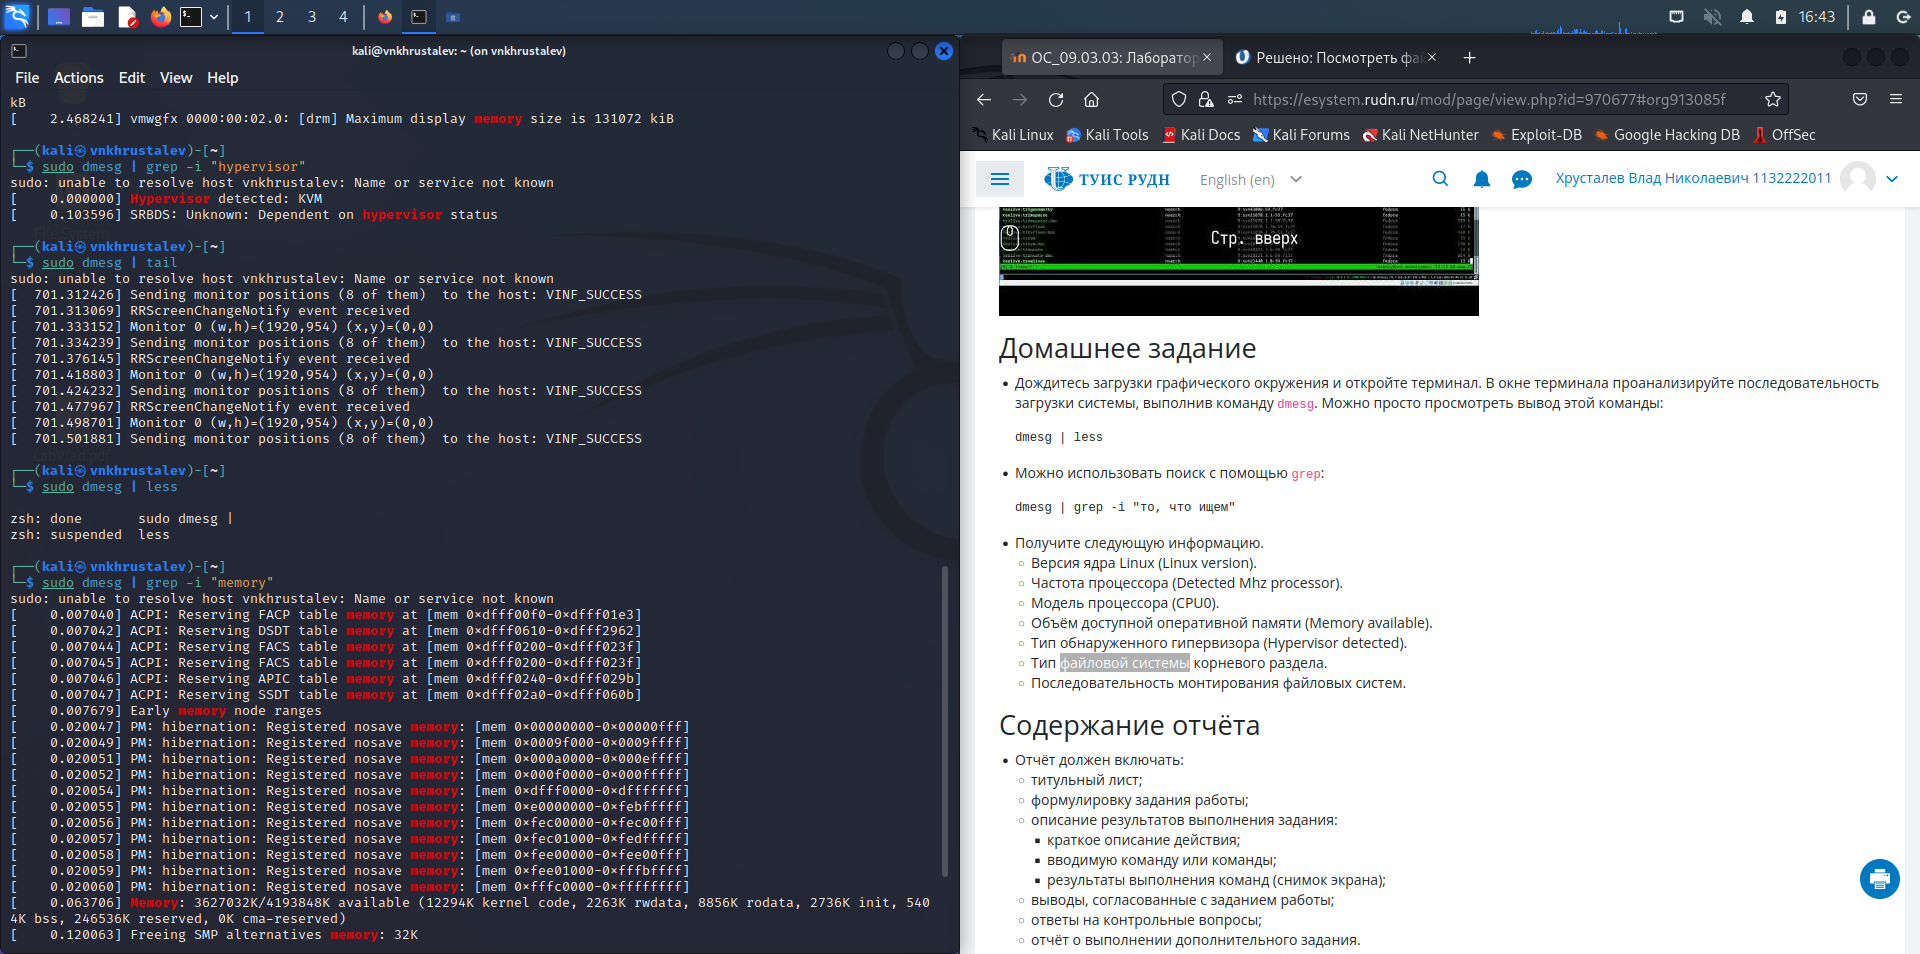 1 2 3 4
16:43
kali@vnkhrustalev: ~ (on vnkhrustalev)
File Actions Edit View Help
kB
[    2.468241] vmwgfx 0000:00:02.0: [drm] Maximum display memory size is 131072 kiB
┌──(kali㉿vnkhrustalev)-[~]
└─$ sudo dmesg | grep -i "hypervisor"
sudo: unable to resolve host vnkhrustalev: Name or service not known
[    0.000000] Hypervisor detected: KVM
[    0.103596] SRBDS: Unknown: Dependent on hypervisor status
┌──(kali㉿vnkhrustalev)-[~]
└─$ sudo dmesg | tail
sudo: unable to resolve host vnkhrustalev: Name or service not known
[  701.312426] Sending monitor positions (8 of them)  to the host: VINF_SUCCESS
[  701.313069] RRScreenChangeNotify event received
[  701.333152] Monitor 0 (w,h)=(1920,954) (x,y)=(0,0)
[  701.334239] Sending monitor positions (8 of them)  to the host: VINF_SUCCESS
[  701.376145] RRScreenChangeNotify event received
[  701.418803] Monitor 0 (w,h)=(1920,954) (x,y)=(0,0)
[  701.424232] Sending monitor positions (8 of them)  to the host: VINF_SUCCESS
[  701.477967] RRScreenChangeNotify event received
[  701.498701] Monitor 0 (w,h)=(1920,954) (x,y)=(0,0)
[  701.501881] Sending monitor positions (8 of them)  to the host: VINF_SUCCESS
┌──(kali㉿vnkhrustalev)-[~]
└─$ sudo dmesg | less
zsh: done       sudo dmesg |
zsh: suspended  less
┌──(kali㉿vnkhrustalev)-[~]
└─$ sudo dmesg | grep -i "memory"
sudo: unable to resolve host vnkhrustalev: Name or service not known
[    0.007040] ACPI: Reserving FACP table memory at [mem 0×dfff00f0-0×dfff01e3]
[    0.007042] ACPI: Reserving DSDT table memory at [mem 0×dfff0610-0×dfff2962]
[    0.007044] ACPI: Reserving FACS table memory at [mem 0×dfff0200-0×dfff023f]
[    0.007045] ACPI: Reserving FACS table memory at [mem 0×dfff0200-0×dfff023f]
[    0.007046] ACPI: Reserving APIC table memory at [mem 0×dfff0240-0×dfff029b]
[    0.007047] ACPI: Reserving SSDT table memory at [mem 0×dfff02a0-0×dfff060b]
[    0.007679] Early memory node ranges
[    0.020047] PM: hibernation: Registered nosave memory: [mem 0×00000000-0×00000fff]
[    0.020049] PM: hibernation: Registered nosave memory: [mem 0×0009f000-0×0009ffff]
[    0.020051] PM: hibernation: Registered nosave memory: [mem 0×000a0000-0×000effff]
[    0.020052] PM: hibernation: Registered nosave memory: [mem 0×000f0000-0×000fffff]
[    0.020054] PM: hibernation: Registered nosave memory: [mem 0×dfff0000-0×dfffffff]
[    0.020055] PM: hibernation: Registered nosave memory: [mem 0×e0000000-0×febfffff]
[    0.020056] PM: hibernation: Registered nosave memory: [mem 0×fec00000-0×fec00fff]
[    0.020057] PM: hibernation: Registered nosave memory: [mem 0×fec01000-0×fedfffff]
[    0.020058] PM: hibernation: Registered nosave memory: [mem 0×fee00000-0×fee00fff]
[    0.020059] PM: hibernation: Registered nosave memory: [mem 0×fee01000-0×fffbffff]
[    0.020060] PM: hibernation: Registered nosave memory: [mem 0×fffc0000-0×ffffffff]
[    0.063706] Memory: 3627032K/4193848K available (12294K kernel code, 2263K rwdata, 8856K rodata, 2736K init, 540
4K bss, 246536K reserved, 0K cma-reserved)
[    0.120063] Freeing SMP alternatives memory: 32K
ОС_09.03.03: Лаборатор
Решено: Посмотреть фай
https://esystem.rudn.ru/mod/page/view.php?id=970677#org913085f
Kali Linux Kali Tools Kali Docs Kali Forums Kali NetHunter Exploit-DB Google Hacking DB OffSec
ТУИС РУДН
English (en)
Хрусталев Влад Николаевич 1132222011
Стр. вверх
Домашнее задание
Дождитесь загрузки графического окружения и откройте терминал. В окне терминала проанализируйте последовательность
загрузки системы, выполнив команду dmesg. Можно просто просмотреть вывод этой команды:
dmesg | less
Можно использовать поиск с помощью grep:
dmesg | grep -i "то, что ищем"
Получите следующую информацию.
Версия ядра Linux (Linux version).
Частота процессора (Detected Mhz processor).
Модель процессора (CPU0).
Объём доступной оперативной памяти (Memory available).
Тип обнаруженного гипервизора (Hypervisor detected).
Тип файловой системы корневого раздела.
Последовательность монтирования файловых систем.
Содержание отчёта
Отчёт должен включать:
титульный лист;
формулировку задания работы;
описание результатов выполнения задания:
краткое описание действия;
вводимую команду или команды;
результаты выполнения команд (снимок экрана);
выводы, согласованные с заданием работы;
ответы на контрольные вопросы;
отчёт о выполнении дополнительного задания.